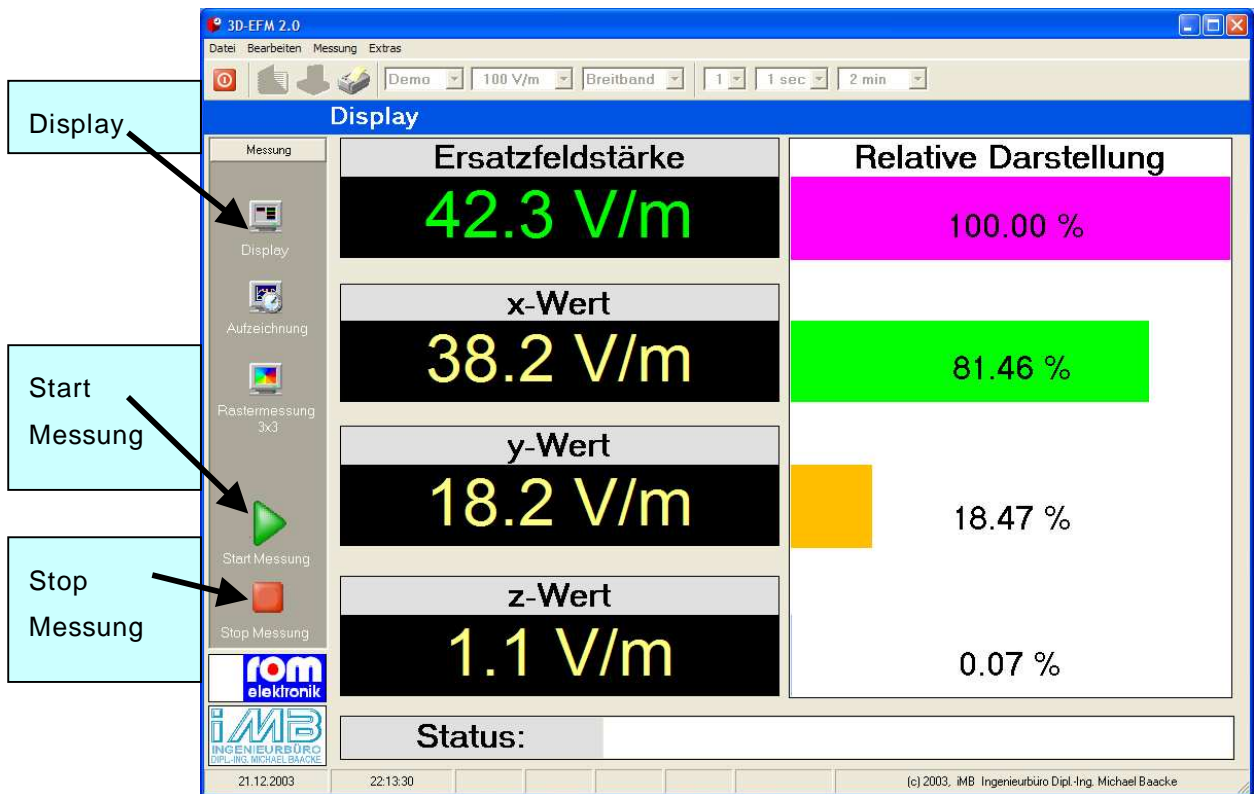 3D-EFM 2.0
Datei Bearbeiten Messung Extras
Demo 100 V/m Breitband 1 1 sec 2 min
Display
Display
Start
Messung
Stop
Messung
Messung
Display
Aufzeichnung
Rastermessung
3x3
Start Messung
Stop Messung
rom
elektronik
iMB
INGENIEURBÜRO
DIPL.-ING. MICHAEL BAACKE
Ersatzfeldstärke
42.3 V/m
x-Wert
38.2 V/m
y-Wert
18.2 V/m
z-Wert
1.1 V/m
Relative Darstellung
100.00 %
81.46 %
18.47 %
0.07 %
Status:
21.12.2003 22:13:30 (c) 2003, iMB Ingenieurbüro Dipl.-Ing. Michael Baacke